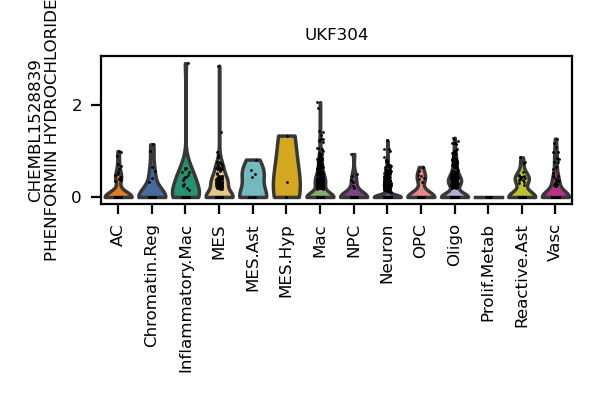 UKF304
CHEMBL1528839
PHENFORMIN HYDROCHLORIDE
2
0
AC
Chromatin.Reg
Inflammatory.Mac
MES
MES.Ast
MES.Hyp
Mac
NPC
Neuron
OPC
Oligo
Prolif.Metab
Reactive.Ast
Vasc